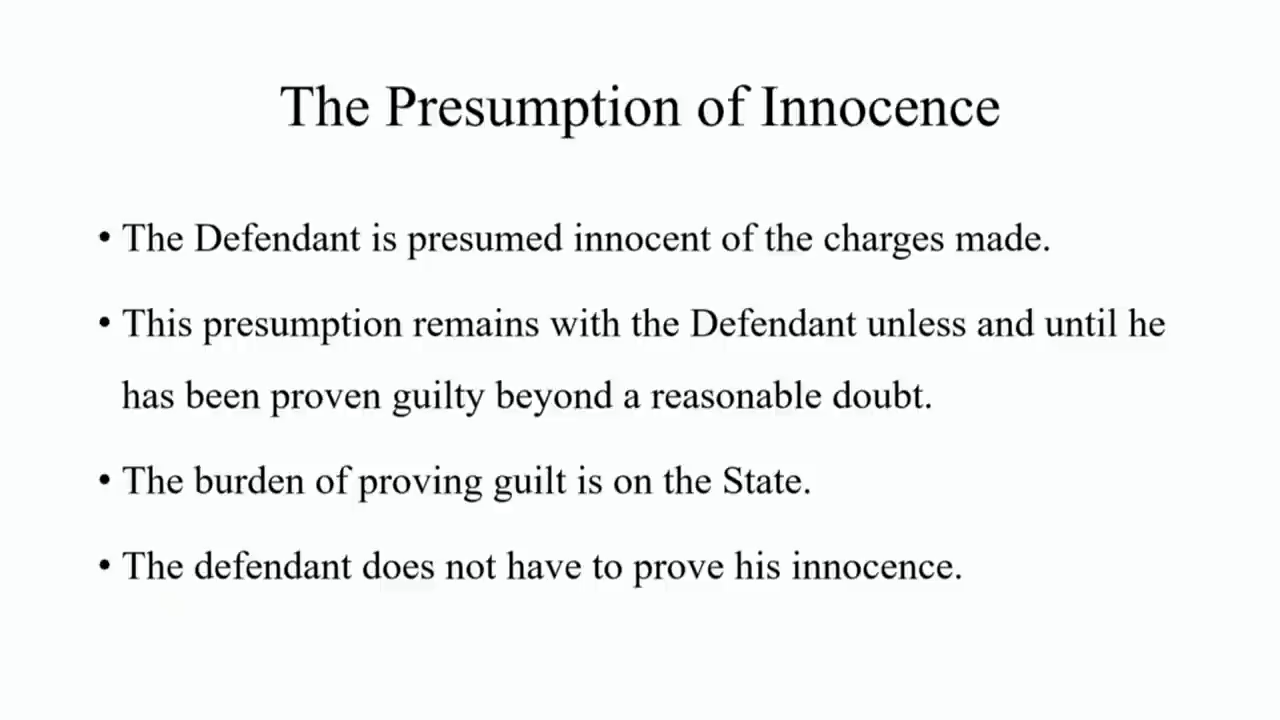 The Presumption of Innocence
• The Defendant is presumed innocent of the charges made.
• This presumption remains with the Defendant unless and until he
has been proven guilty beyond a reasonable doubt.
• The burden of proving guilt is on the State.
• The defendant does not have to prove his innocence.